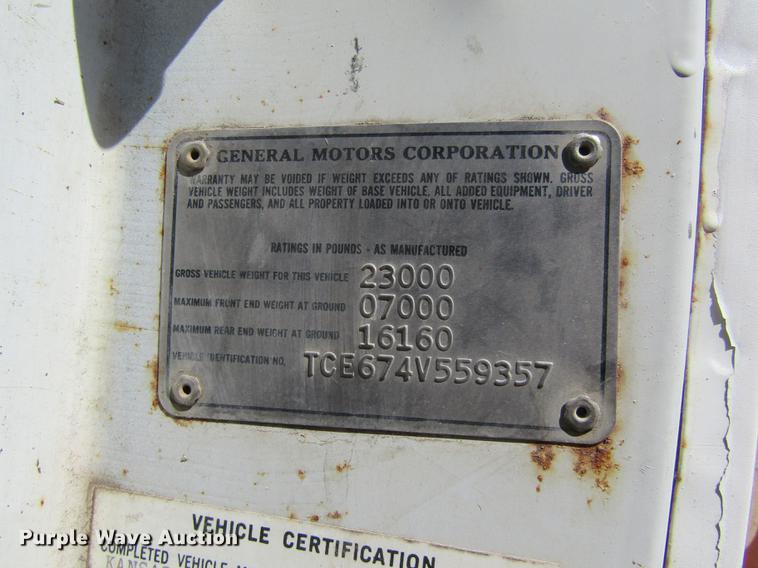 GENERAL MOTORS CORPORATION
WARRANTY MAY BE VOIDED IF WEIGHT EXCEEDS ANY OF RATINGS SHOWN. GROSS
VEHICLE WEIGHT INCLUDES WEIGHT OF BASE VEHICLE, ALL ADDED EQUIPMENT, DRIVER
AND PASSENGERS, AND ALL PROPERTY LOADED INTO OR ONTO VEHICLE.
RATINGS IN POUNDS - AS MANUFACTURED
GROSS VEHICLE WEIGHT FOR THIS VEHICLE 23000
MAXIMUM FRONT END WEIGHT AT GROUND 07000
MAXIMUM REAR END WEIGHT AT GROUND 16160
VEHICLE IDENTIFICATION NO. TCE674V559357
VEHICLE CERTIFICATION
COMPLETED VEHICLE
Purple Wave Auction